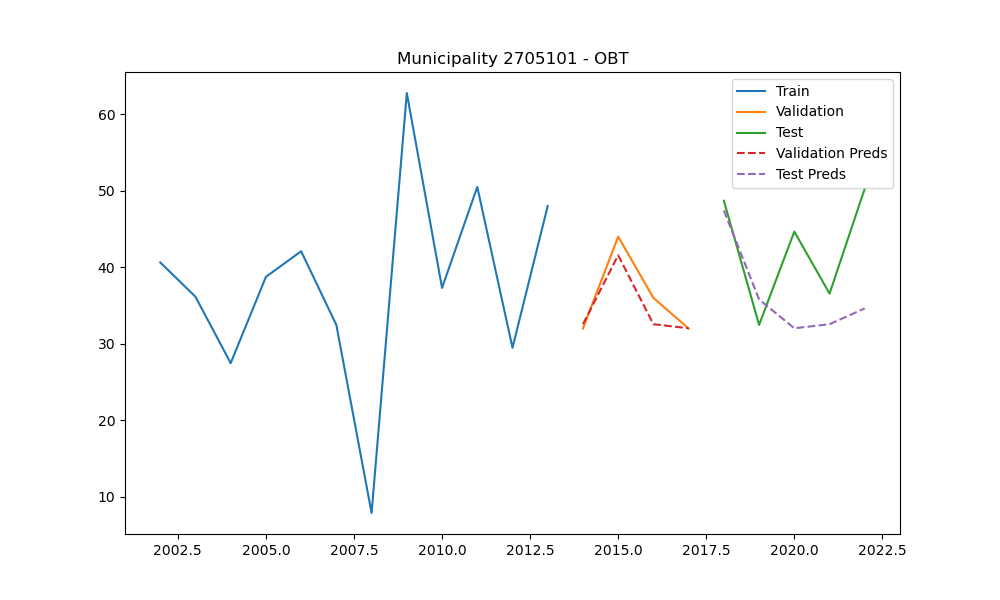 Municipality 2705101 - OBT
Train
Validation
Test
Validation Preds
Test Preds
60
50
40
30
20
10
2002.5 2005.0 2007.5 2010.0 2012.5 2015.0 2017.5 2020.0 2022.5